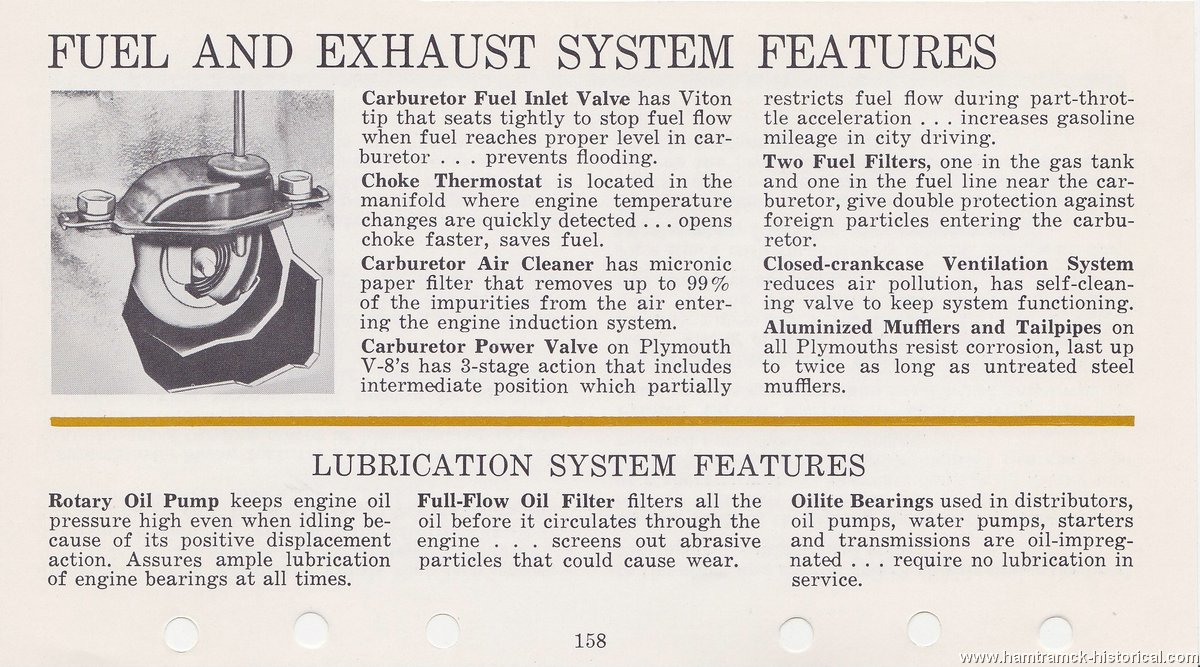 FUEL AND EXHAUST SYSTEM FEATURES
Carburetor Fuel Inlet Valve has Viton
tip that seats tightly to stop fuel flow
when fuel reaches proper level in car-
buretor . . . prevents flooding.
Choke Thermostat is located in the
manifold where engine temperature
changes are quickly detected . . . opens
choke faster, saves fuel.
Carburetor Air Cleaner has micronic
paper filter that removes up to 99%
of the impurities from the air enter-
ing the engine induction system.
Carburetor Power Valve on Plymouth
V-8's has 3-stage action that includes
intermediate position which partially
restricts fuel flow during part-throt-
tle acceleration . . . increases gasoline
mileage in city driving.
Two Fuel Filters, one in the gas tank
and one in the fuel line near the car-
buretor, give double protection against
foreign particles entering the carbu-
retor.
Closed-crankcase Ventilation System
reduces air pollution, has self-clean-
ing valve to keep system functioning.
Aluminized Mufflers and Tailpipes on
all Plymouths resist corrosion, last up
to twice as long as untreated steel
mufflers.
LUBRICATION SYSTEM FEATURES
Rotary Oil Pump keeps engine oil
pressure high even when idling be-
cause of its positive displacement
action. Assures ample lubrication
of engine bearings at all times.
Full-Flow Oil Filter filters all the
oil before it circulates through the
engine . . . screens out abrasive
particles that could cause wear.
Oilite Bearings used in distributors,
oil pumps, water pumps, starters
and transmissions are oil-impreg-
nated . . . require no lubrication in
service.
158
www.hamtramck-historical.com